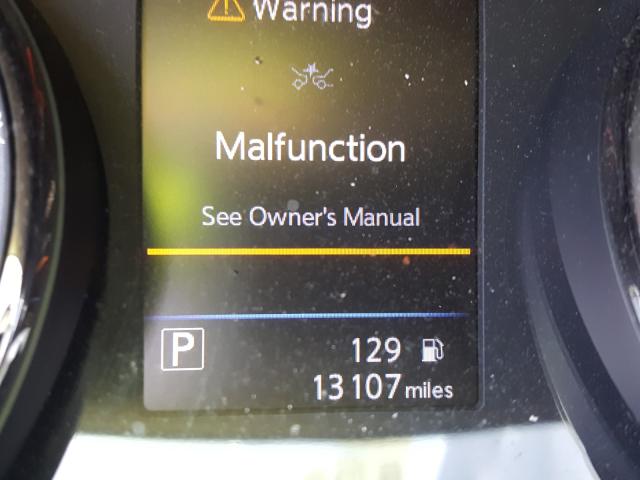 Warning
Malfunction
See Owner's Manual
P 129
13107 miles